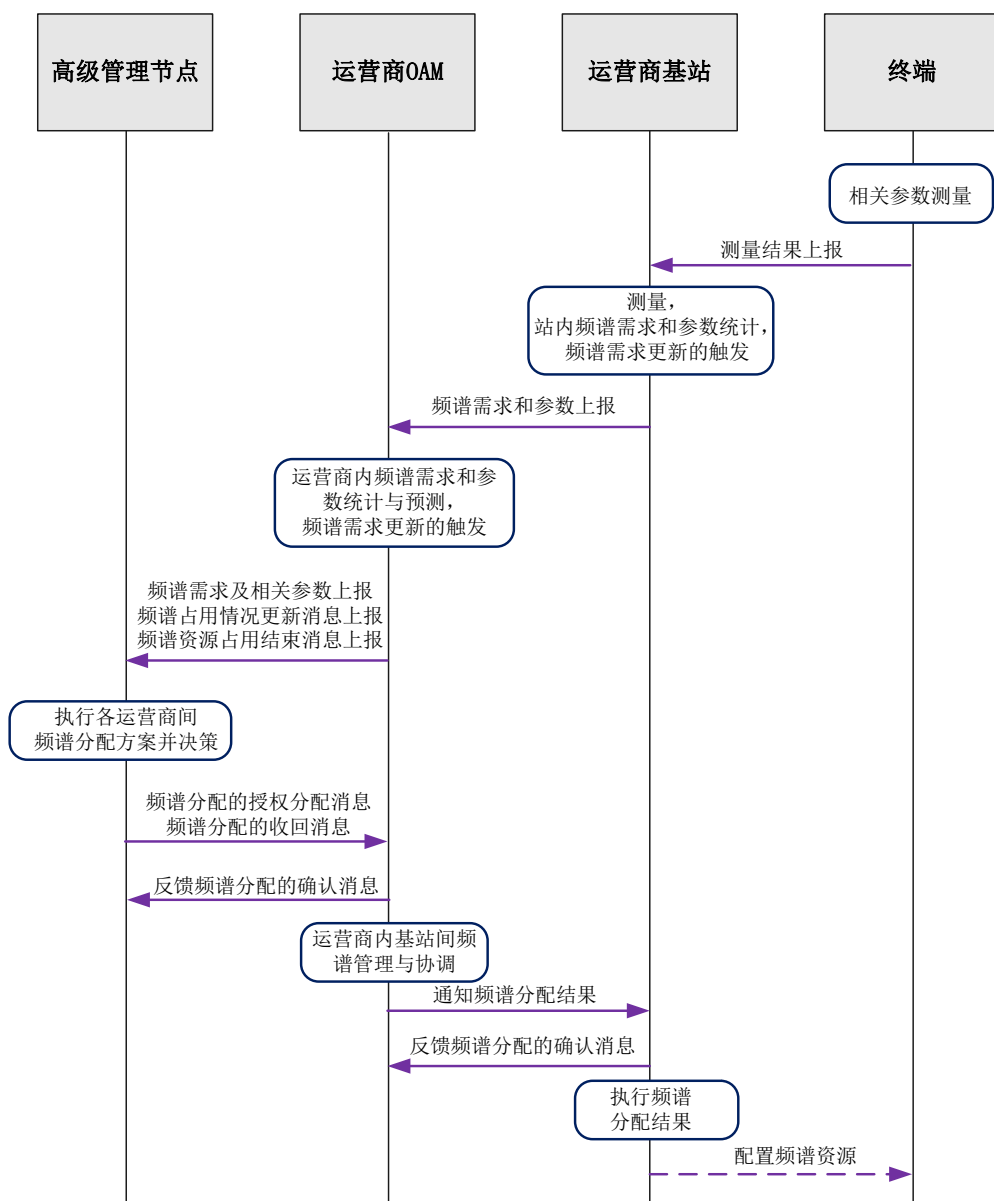 高级管理节点
运营商OAM
运营商基站
终端
相关参数测量
测量结果上报
测量，
站内频谱需求和参数统计，
频谱需求更新的触发
频谱需求和参数上报
运营商内频谱需求和参
数统计与预测，
频谱需求更新的触发
频谱需求及相关参数上报
频谱占用情况更新消息上报
频谱资源占用结束消息上报
执行各运营商间
频谱分配方案并决策
频谱分配的授权分配消息
频谱分配的收回消息
反馈频谱分配的确认消息
运营商内基站间频
谱管理与协调
通知频谱分配结果
反馈频谱分配的确认消息
执行频谱
分配结果
配置频谱资源